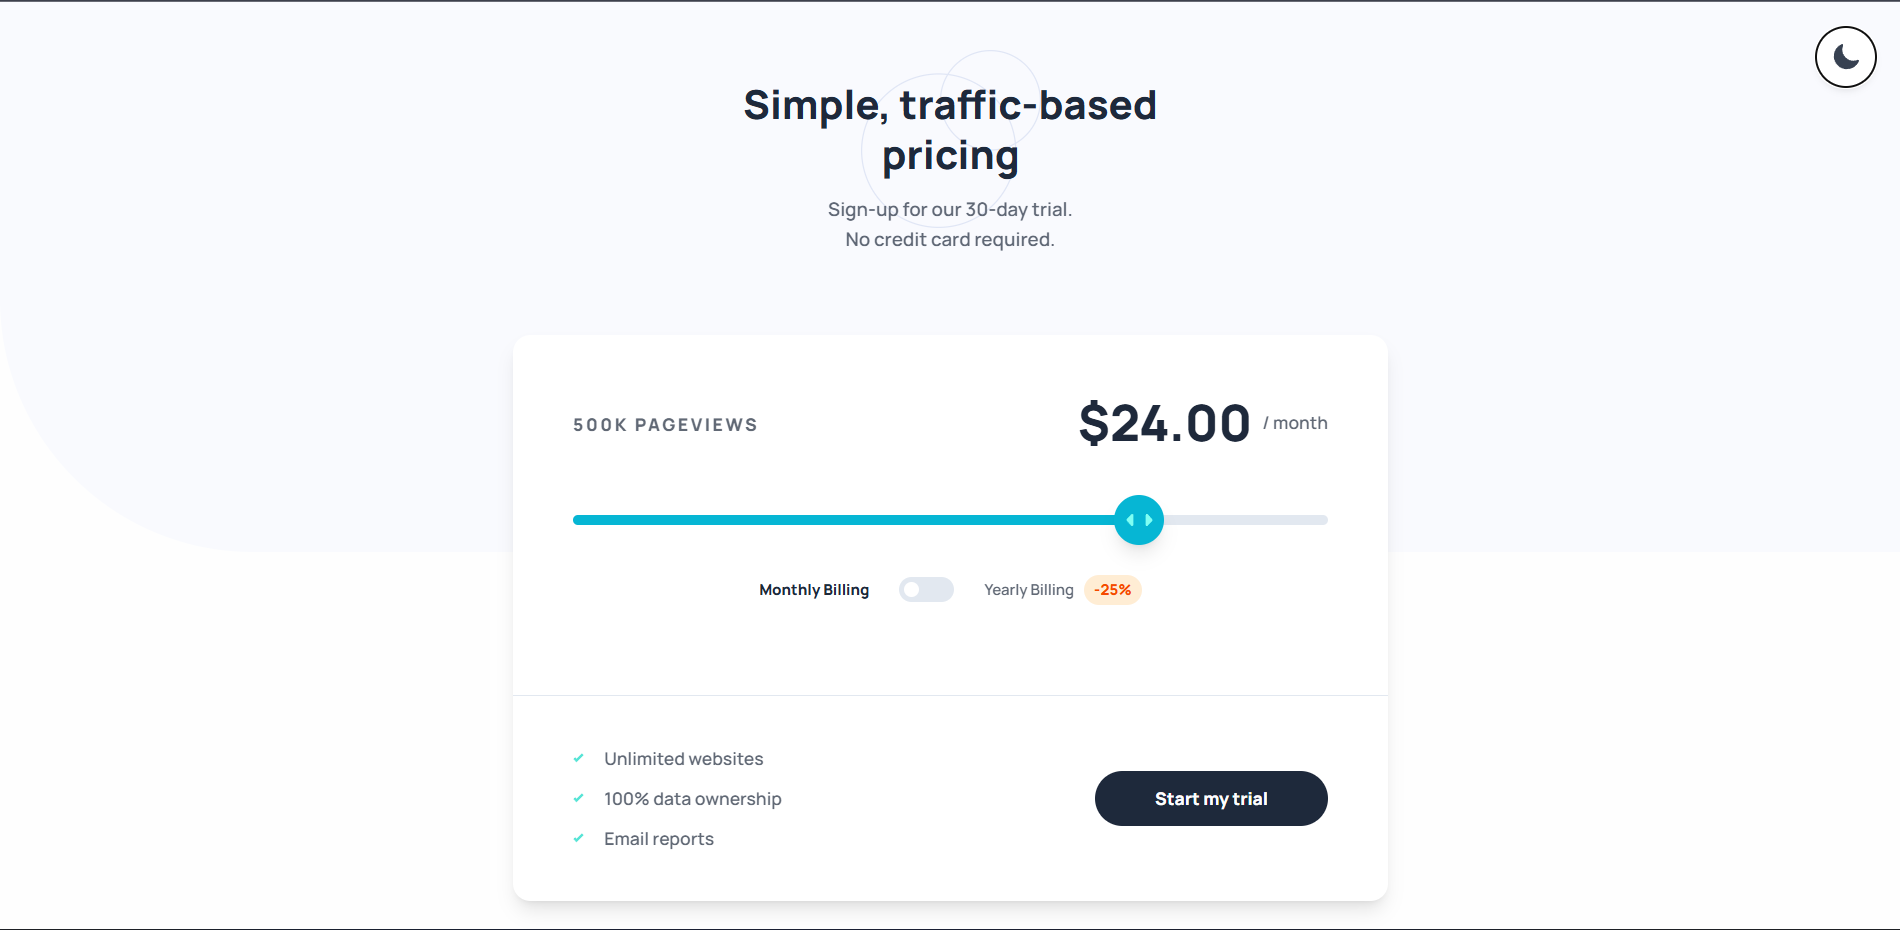 Simple, traffic-based
pricing
Sign-up for our 30-day trial.
No credit card required.
500K PAGEVIEWS
$24.00 / month
Monthly Billing
Yearly Billing -25%
Unlimited websites
100% data ownership
Email reports
Start my trial